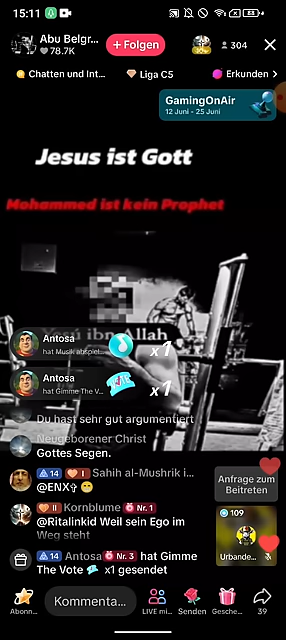 15:11
Abu Belgr...
78.7K
+ Folgen
304
Chatten und Int...
Liga C5
Erkunden >
GamingOnAir
12 Juni - 25 Juni
Jesus ist Gott
Mohammed ist kein Prophet
ibn Allah
Antosa
hat Musik abspiel...
x1
Antosa
hat Gimme The V...
x1
Du hast sehr gut argumentiert
Neugeborener Christ
Gottes Segen.
14 I Sahih al-Mushrik i...
@ENX✞ 😁
II Kornblume Nr. 1
@Ritalinkid Weil sein Ego im
Weg steht
14 Antosa Nr. 3 hat Gimme
The Vote x1 gesendet
Anfrage zum
Beitreten
109
Urbande...
Abonn...
Kommenta...
LIVE mi...
Senden
Gesche...
39